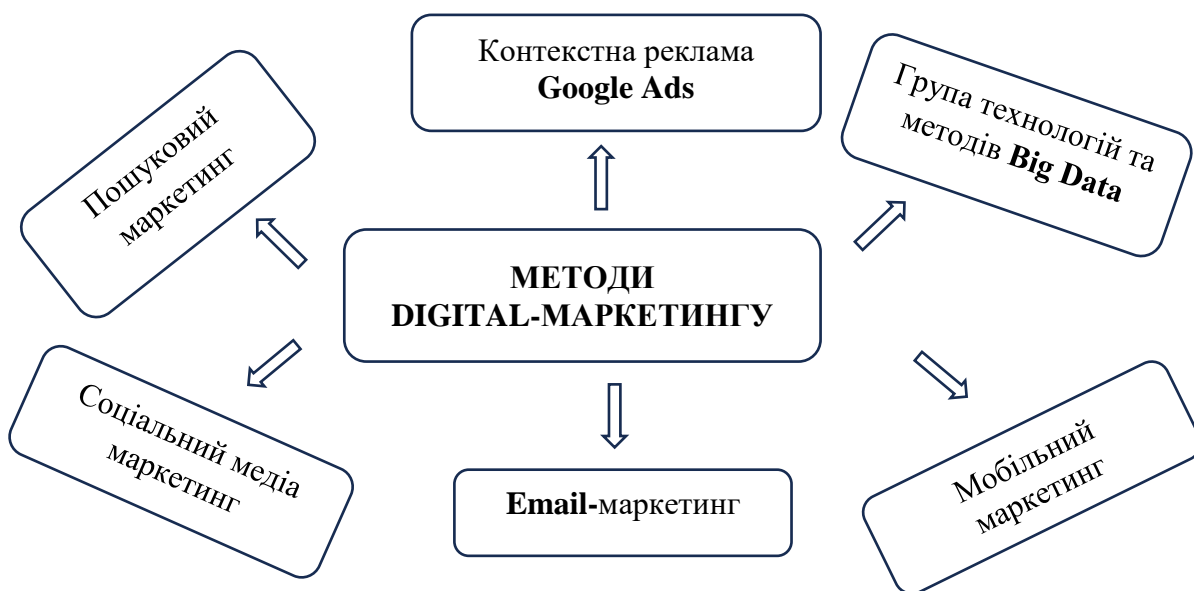 Контекстна реклама
Google Ads
Група технологій та
методів Big Data
Пошуковий
маркетинг
МЕТОДИ
DIGITAL-МАРКЕТИНГУ
Соціальний медіа
маркетинг
Email-маркетинг
Мобільний
маркетинг